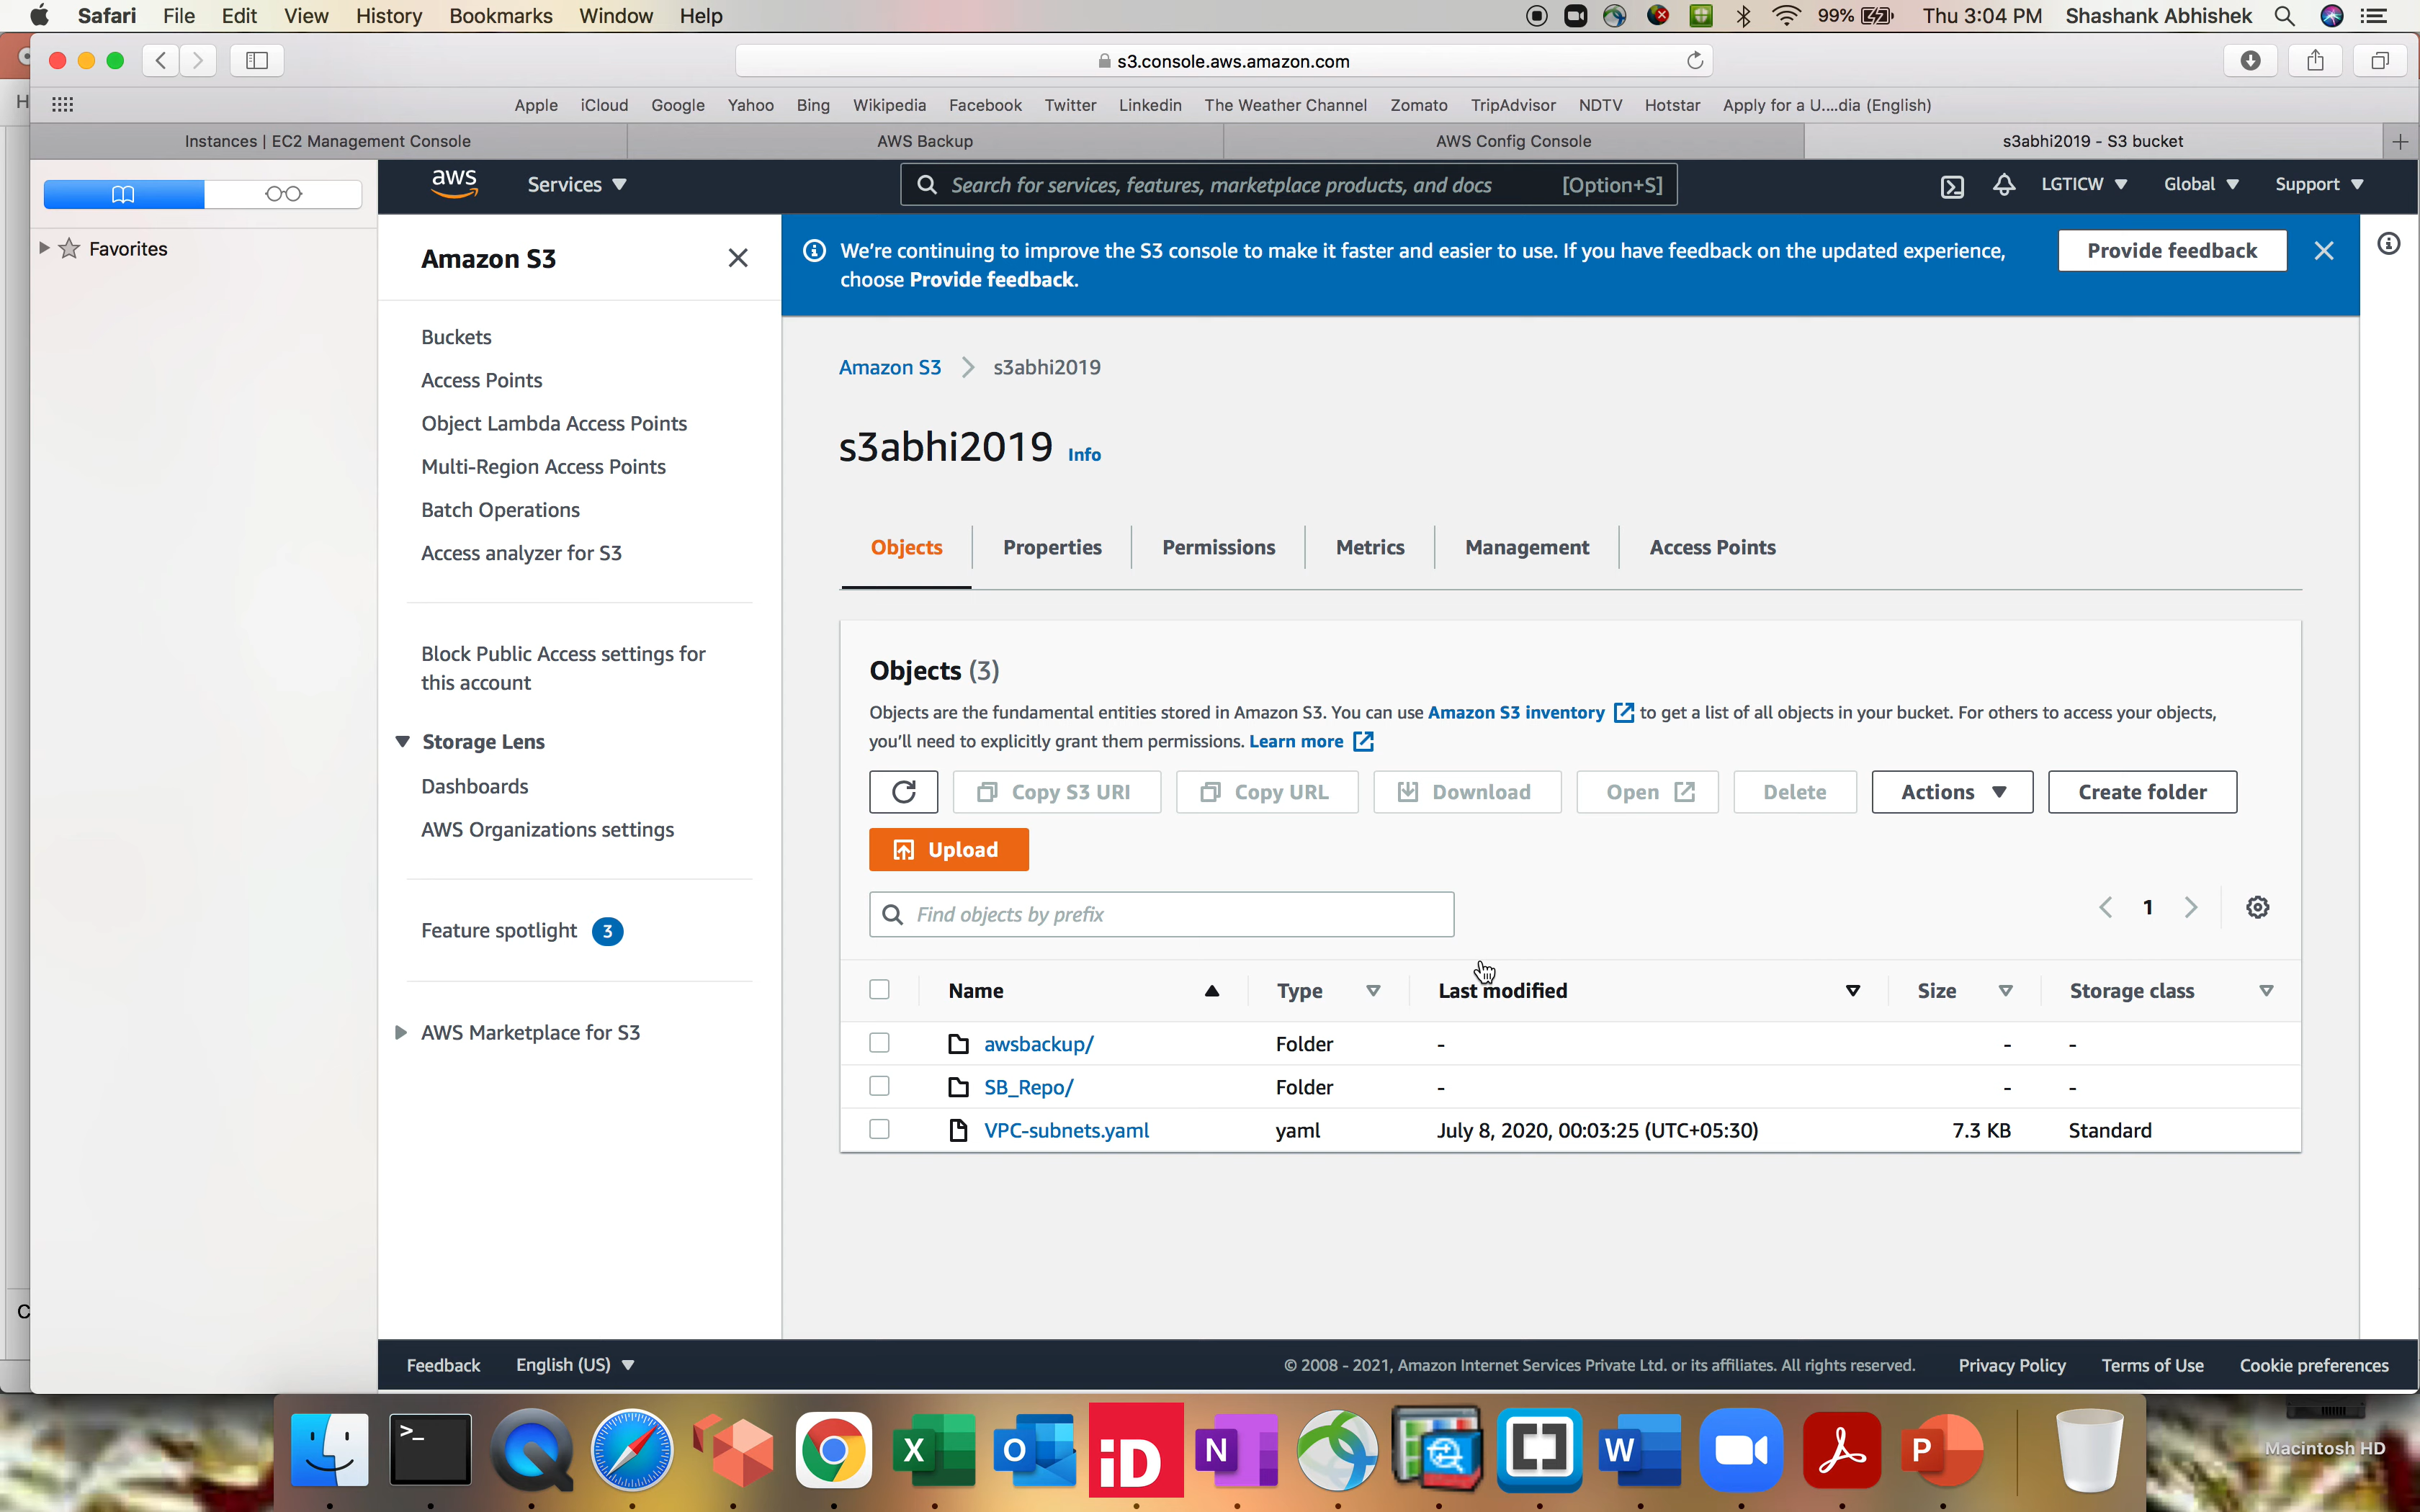 Safari File Edit View History Bookmarks Window Help 99% Thu 3:04 PM Shashank Abhishek
s3.console.aws.amazon.com
H
Apple iCloud Google Yahoo Bing Wikipedia Facebook Twitter Linkedin The Weather Channel Zomato TripAdvisor NDTV Hotstar Apply for a U....dia (English)
Instances | EC2 Management Console AWS Backup AWS Config Console s3abhi2019 - S3 bucket
aws Services Search for services, features, marketplace products, and docs [Option+S] LGTICW Global Support
Favorites
Amazon S3
Buckets
Access Points
Object Lambda Access Points
Multi-Region Access Points
Batch Operations
Access analyzer for S3
Block Public Access settings for
this account
Storage Lens
Dashboards
AWS Organizations settings
Feature spotlight 3
AWS Marketplace for S3
We're continuing to improve the S3 console to make it faster and easier to use. If you have feedback on the updated experience,
choose Provide feedback.
Provide feedback
Amazon S3 s3abhi2019
s3abhi2019 Info
Objects Properties Permissions Metrics Management Access Points
Objects (3)
Objects are the fundamental entities stored in Amazon S3. You can use Amazon S3 inventory to get a list of all objects in your bucket. For others to access your objects,
you'll need to explicitly grant them permissions. Learn more
Copy S3 URI Copy URL Download Open Delete Actions Create folder
Upload
Find objects by prefix 1
Name Type Last modified Size Storage class
awsbackup/ Folder - - -
SB_Repo/ Folder - - -
VPC-subnets.yaml yaml July 8, 2020, 00:03:25 (UTC+05:30) 7.3 KB Standard
C
Feedback English (US) © 2008 - 2021, Amazon Internet Services Private Ltd. or its affiliates. All rights reserved. Privacy Policy Terms of Use Cookie preferences
>_ X O iD N W P
Macintosh HD